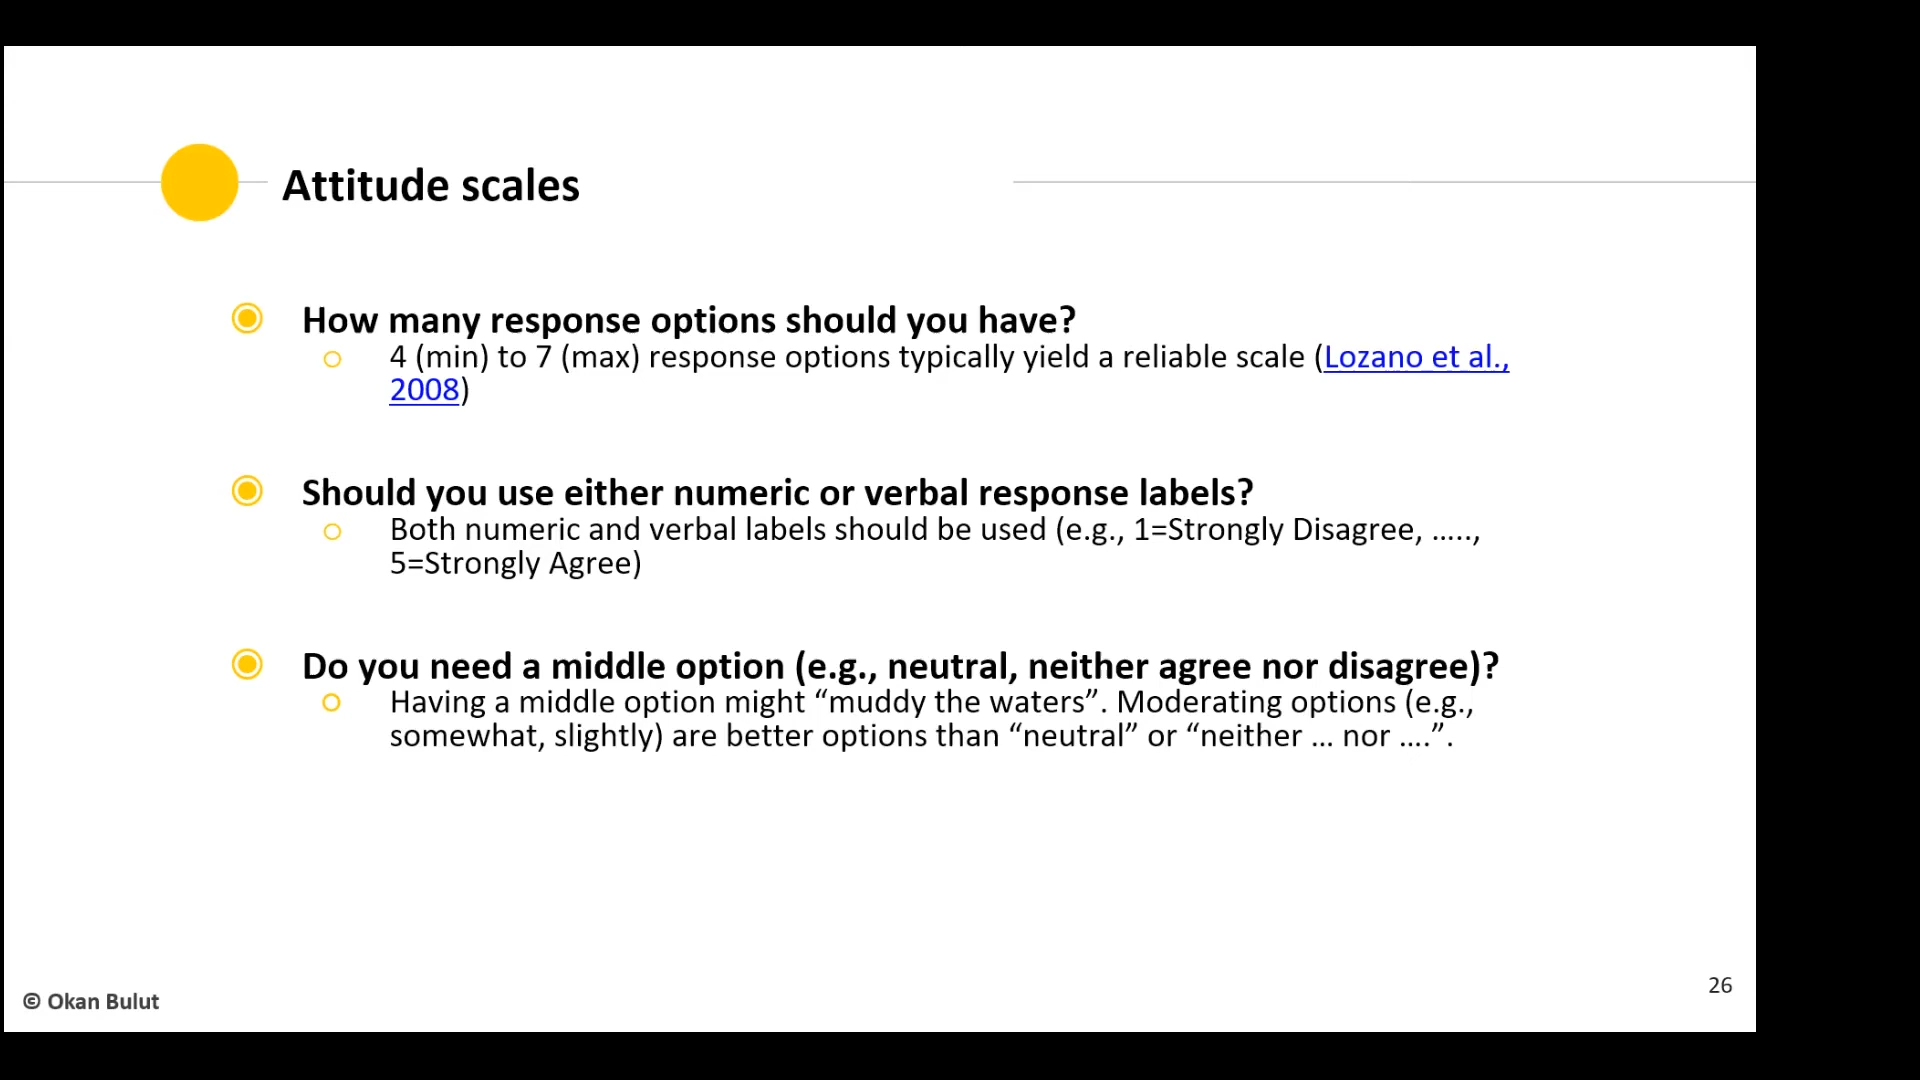 Attitude scales
How many response options should you have?
4 (min) to 7 (max) response options typically yield a reliable scale (Lozano et al.,
2008)
Should you use either numeric or verbal response labels?
Both numeric and verbal labels should be used (e.g., 1=Strongly Disagree, …..,
5=Strongly Agree)
Do you need a middle option (e.g., neutral, neither agree nor disagree)?
Having a middle option might “muddy the waters”. Moderating options (e.g.,
somewhat, slightly) are better options than “neutral” or “neither … nor ….”.
26
© Okan Bulut